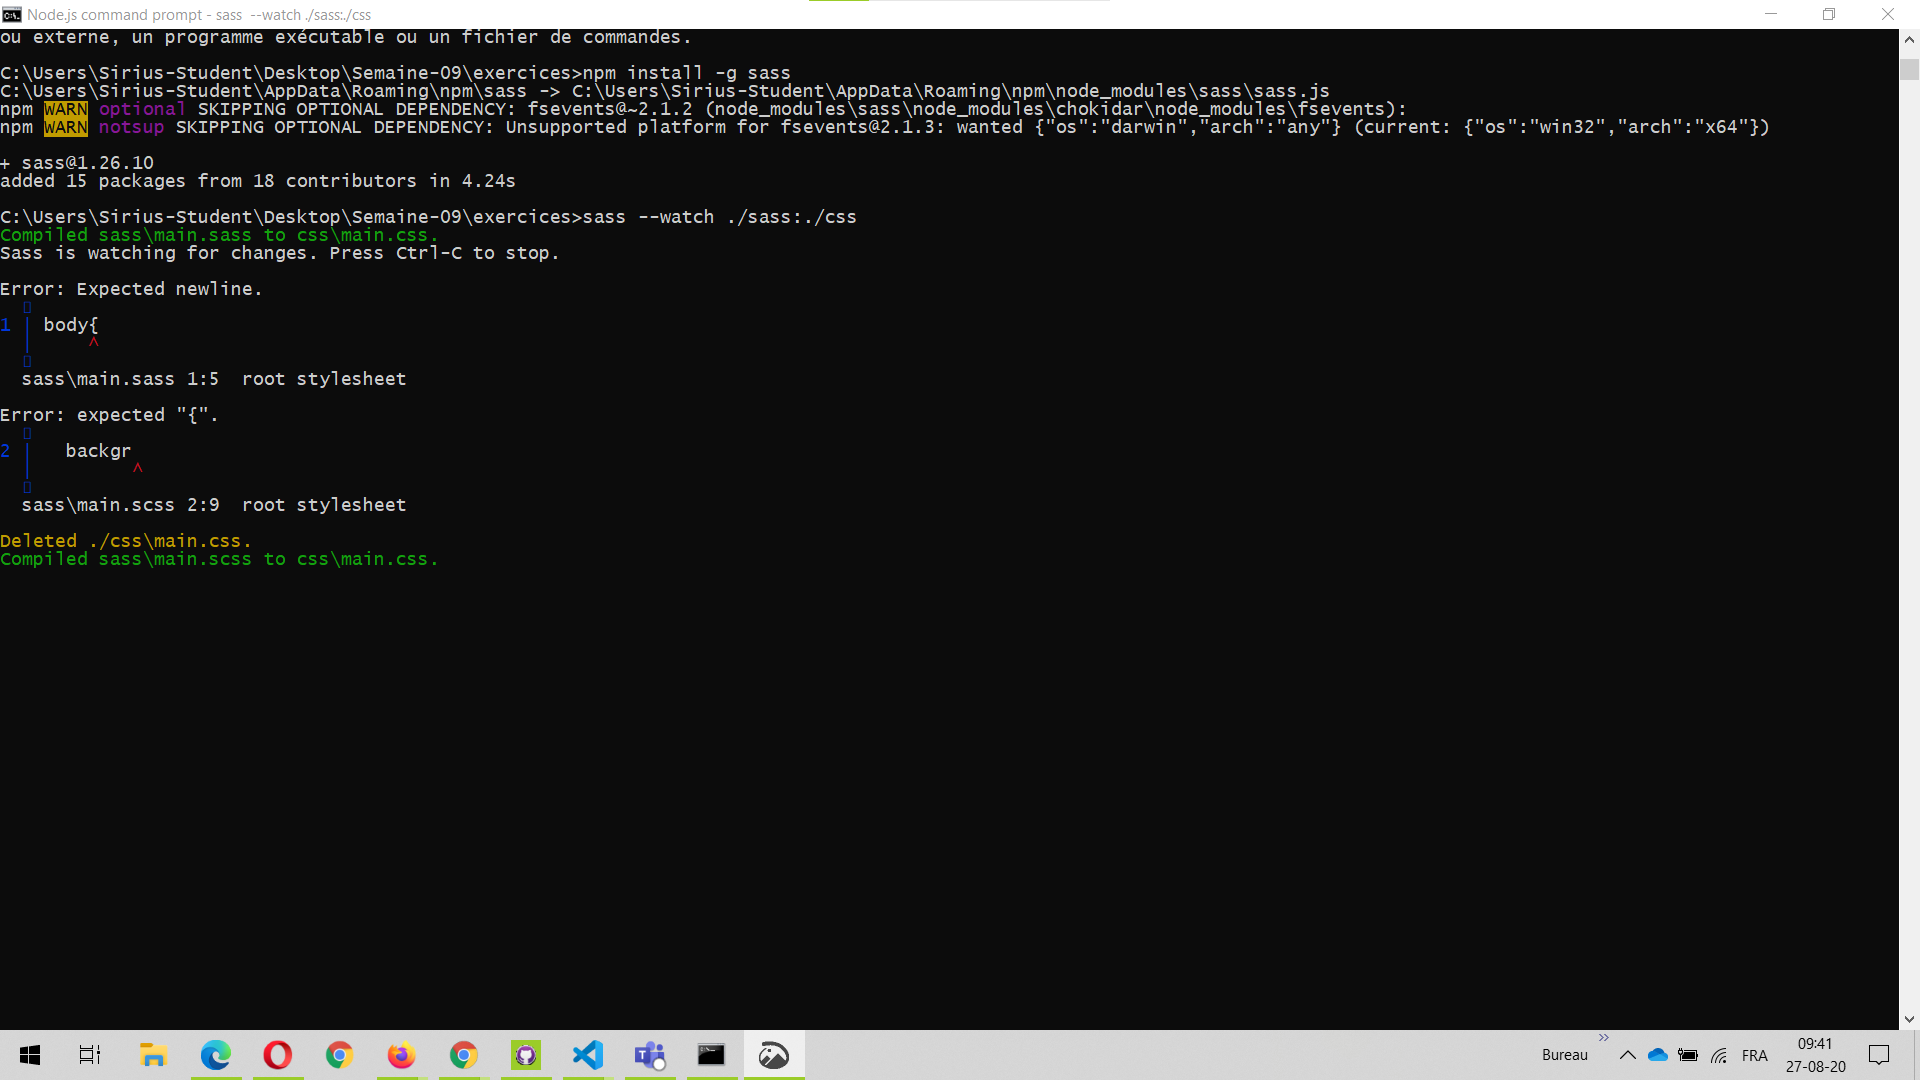 Node.js command prompt - sass  --watch ./sass:./css
ou externe, un programme exécutable ou un fichier de commandes.
C:\Users\Sirius-Student\Desktop\Semaine-09\exercices>npm install -g sass
C:\Users\Sirius-Student\AppData\Roaming\npm\sass -> C:\Users\Sirius-Student\AppData\Roaming\npm\node_modules\sass\sass.js
npm WARN optional SKIPPING OPTIONAL DEPENDENCY: fsevents@~2.1.2 (node_modules\sass\node_modules\chokidar\node_modules\fsevents):
npm WARN notsup SKIPPING OPTIONAL DEPENDENCY: Unsupported platform for fsevents@2.1.3: wanted {"os":"darwin","arch":"any"} (current: {"os":"win32","arch":"x64"})
+ sass@1.26.10
added 15 packages from 18 contributors in 4.24s
C:\Users\Sirius-Student\Desktop\Semaine-09\exercices>sass --watch ./sass:./css
Compiled sass\main.sass to css\main.css.
Sass is watching for changes. Press Ctrl-C to stop.
Error: Expected newline.
1 | body{
^
sass\main.sass 1:5  root stylesheet
Error: expected "{".
2 |   backgr
^
sass\main.scss 2:9  root stylesheet
Deleted ./css\main.css.
Compiled sass\main.scss to css\main.css.
Bureau
FRA
09:41
27-08-20